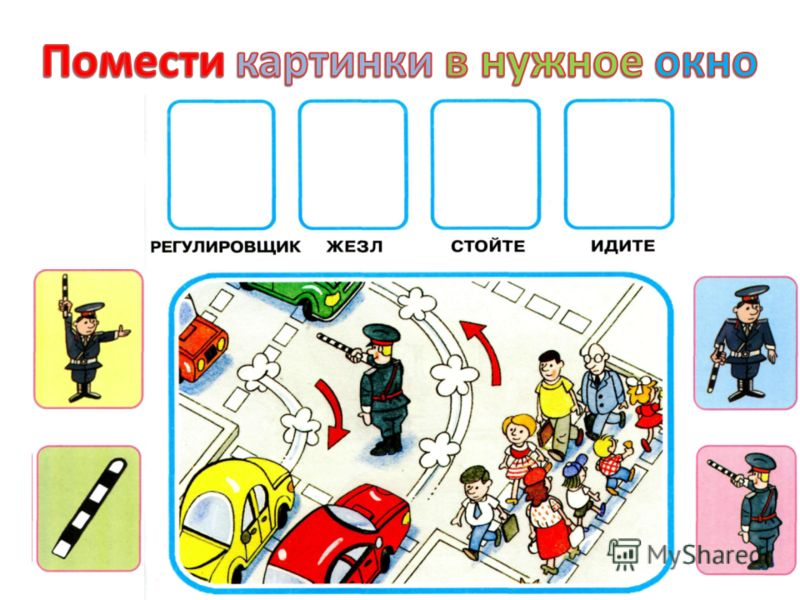 Помести картинки в нужное окно
РЕГУЛИРОВЩИК ЖЕЗЛ СТОЙТЕ ИДИТЕ
MyShared